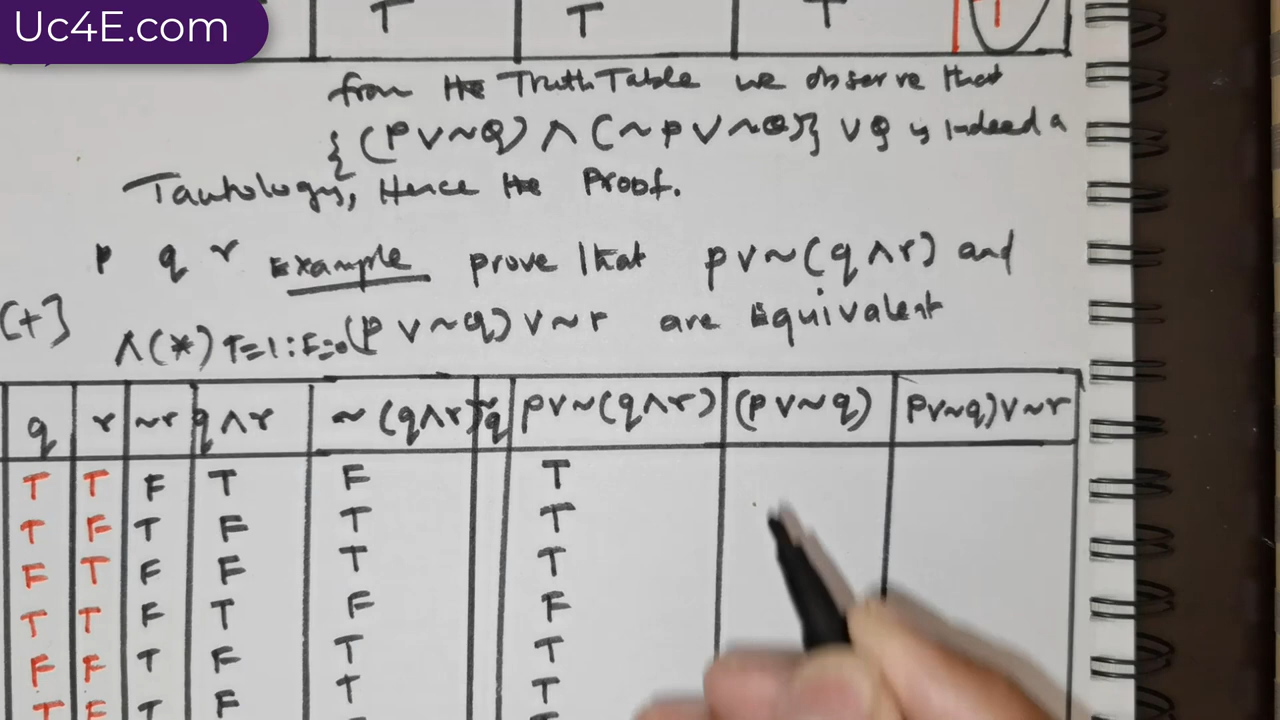 Uc4E.com
T T T T
from the Truth Table we observe that
{(p ∨ ~q) ∧ (~p ∨ ~q)} ∨ q is indeed a
Tautology, Hence the Proof.
p q r Example prove that p ∨ ~(q ∧ r) and
(+] ∧(*) T=1:F=0 (p ∨ ~q) ∨ ~r are Equivalent
q r ~r q ∧ r ~(q ∧ r) ~q p ∨ ~(q ∧ r) (p ∨ ~q) p ∨ ~q) ∨ ~r
T T F T F T
T F T F T T
F T F F T T
T T F T F F
F F T F T T
T F T F T T